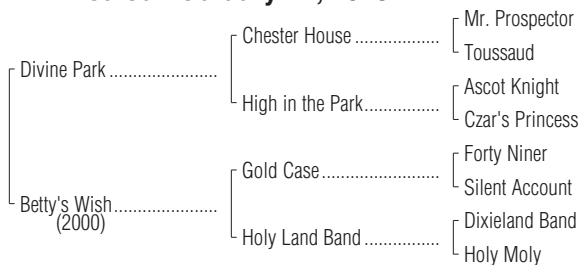 Chester House
Mr. Prospector
Toussaud
Divine Park
High in the Park
Ascot Knight
Czar's Princess
Gold Case
Forty Niner
Silent Account
Betty's Wish
(2000)
Holy Land Band
Dixieland Band
Holy Moly